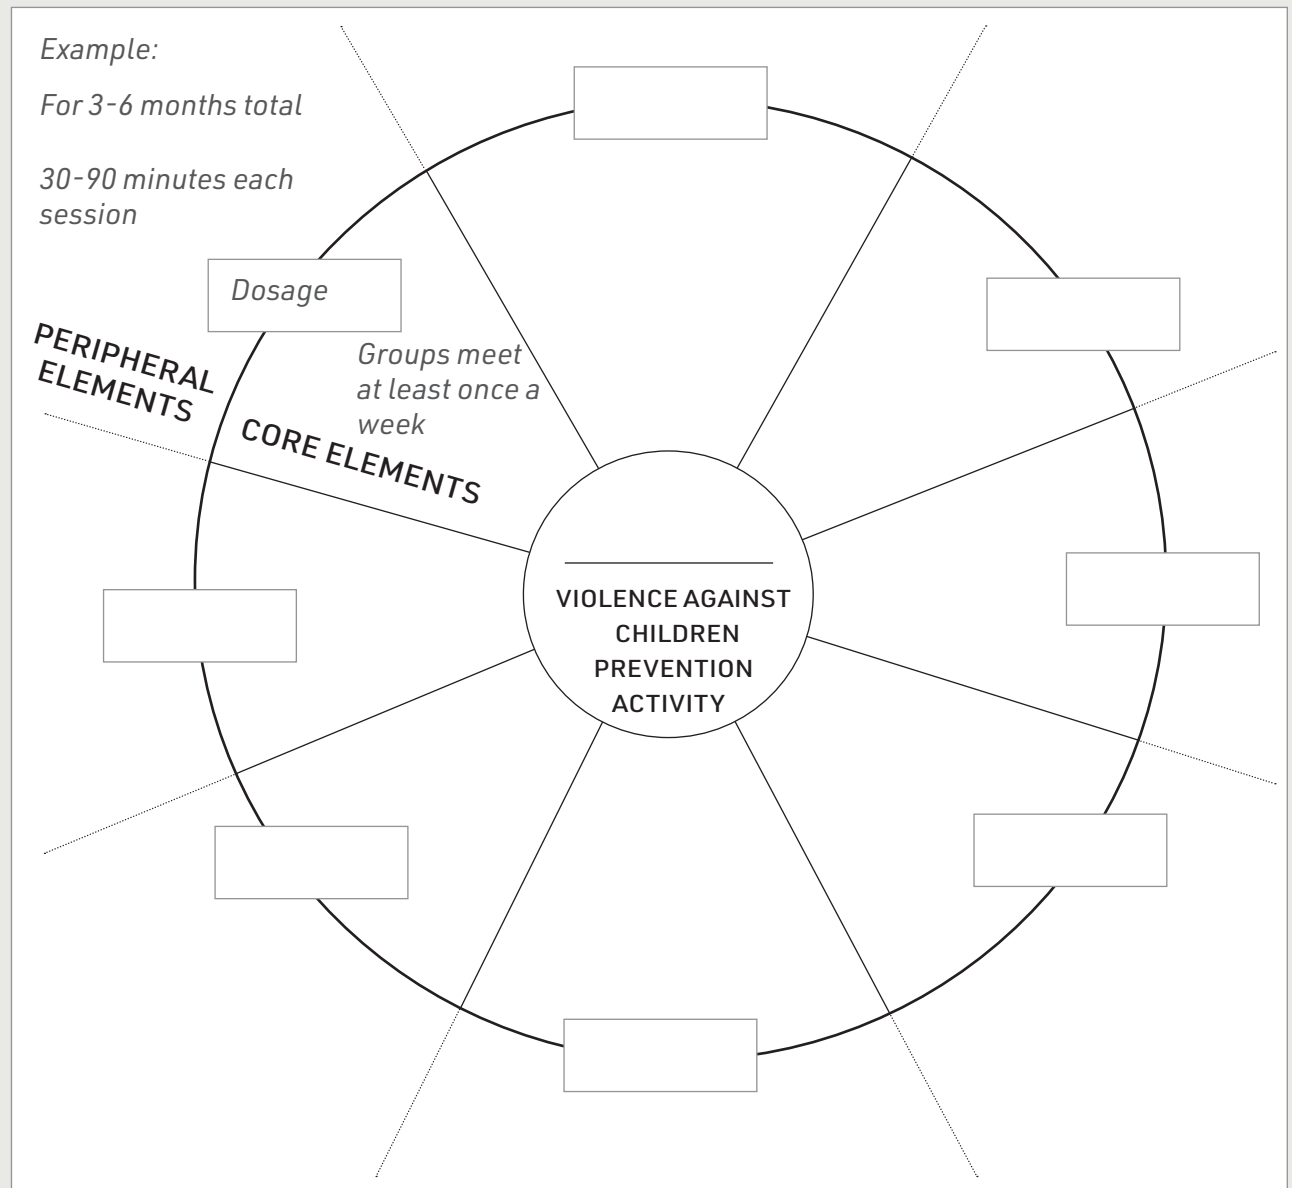 Example:
For 3-6 months total
30-90 minutes each
session
Dosage
PERIPHERAL
ELEMENTS
Groups meet
at least once a
week
CORE ELEMENTS
VIOLENCE AGAINST
CHILDREN
PREVENTION
ACTIVITY